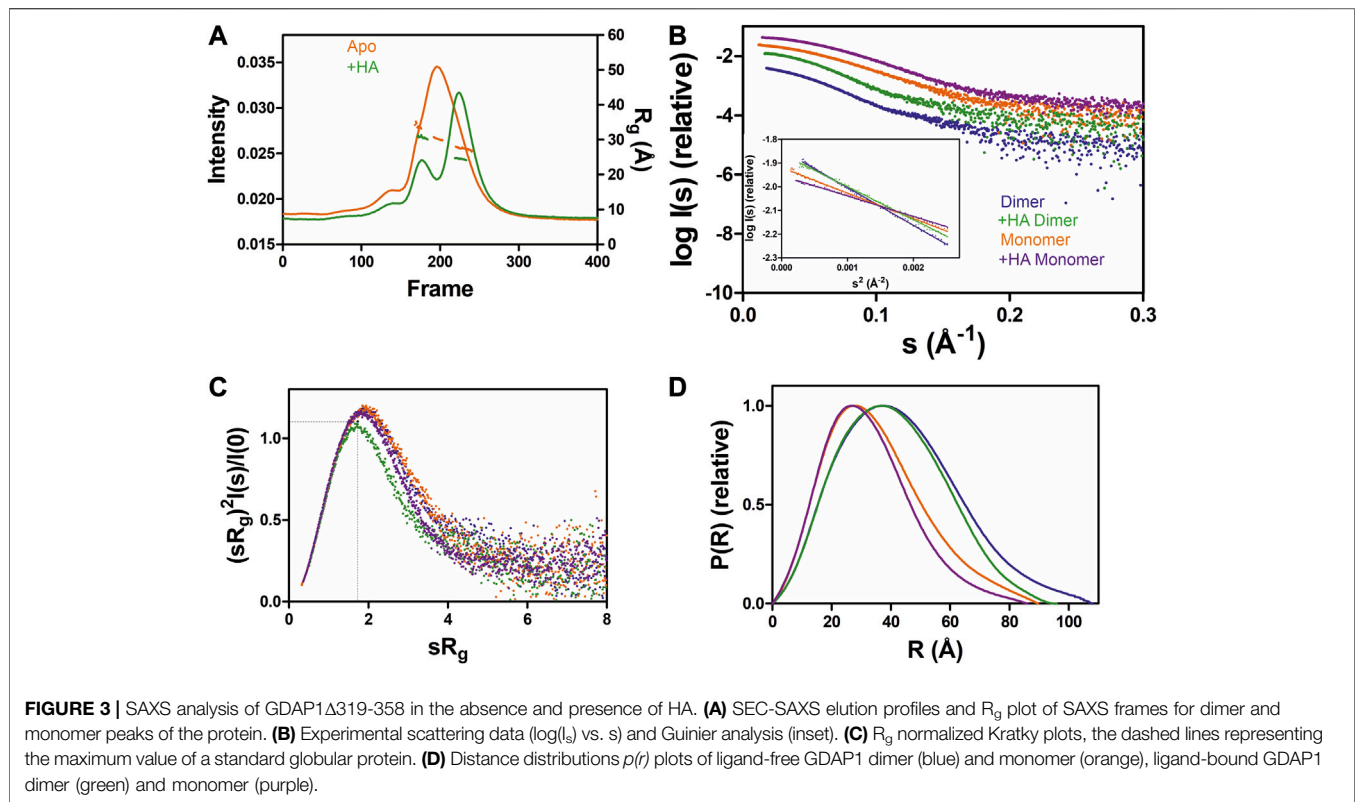 A
Apo
+HA
0.035
0.030
0.025
0.020
0.015
Intensity
60
50
40
30
20
10
0
Rg (Å)
0 100 200 300 400
Frame
B
-2
-4
-6
-8
-10
log I(s) (relative)
Dimer
+HA Dimer
Monomer
+HA Monomer
-1.8
-1.9
-2.0
-2.1
-2.2
-2.3
log I(s) (relative)
0.000 0.001 0.002
s² (Å⁻²)
0.0 0.1 0.2 0.3
s (Å⁻¹)
C
1.0
0.5
0.0
(sRg)²I(s)/I(0)
0 2 4 6 8
sRg
D
1.0
0.5
0.0
P(R) (relative)
0 20 40 60 80 100
R (Å)
FIGURE 3 | SAXS analysis of GDAP1Δ319-358 in the absence and presence of HA. (A) SEC-SAXS elution profiles and Rg plot of SAXS frames for dimer and
monomer peaks of the protein. (B) Experimental scattering data (log(Is) vs. s) and Guinier analysis (inset). (C) Rg normalized Kratky plots, the dashed lines representing
the maximum value of a standard globular protein. (D) Distance distributions p(r) plots of ligand-free GDAP1 dimer (blue) and monomer (orange), ligand-bound GDAP1
dimer (green) and monomer (purple).